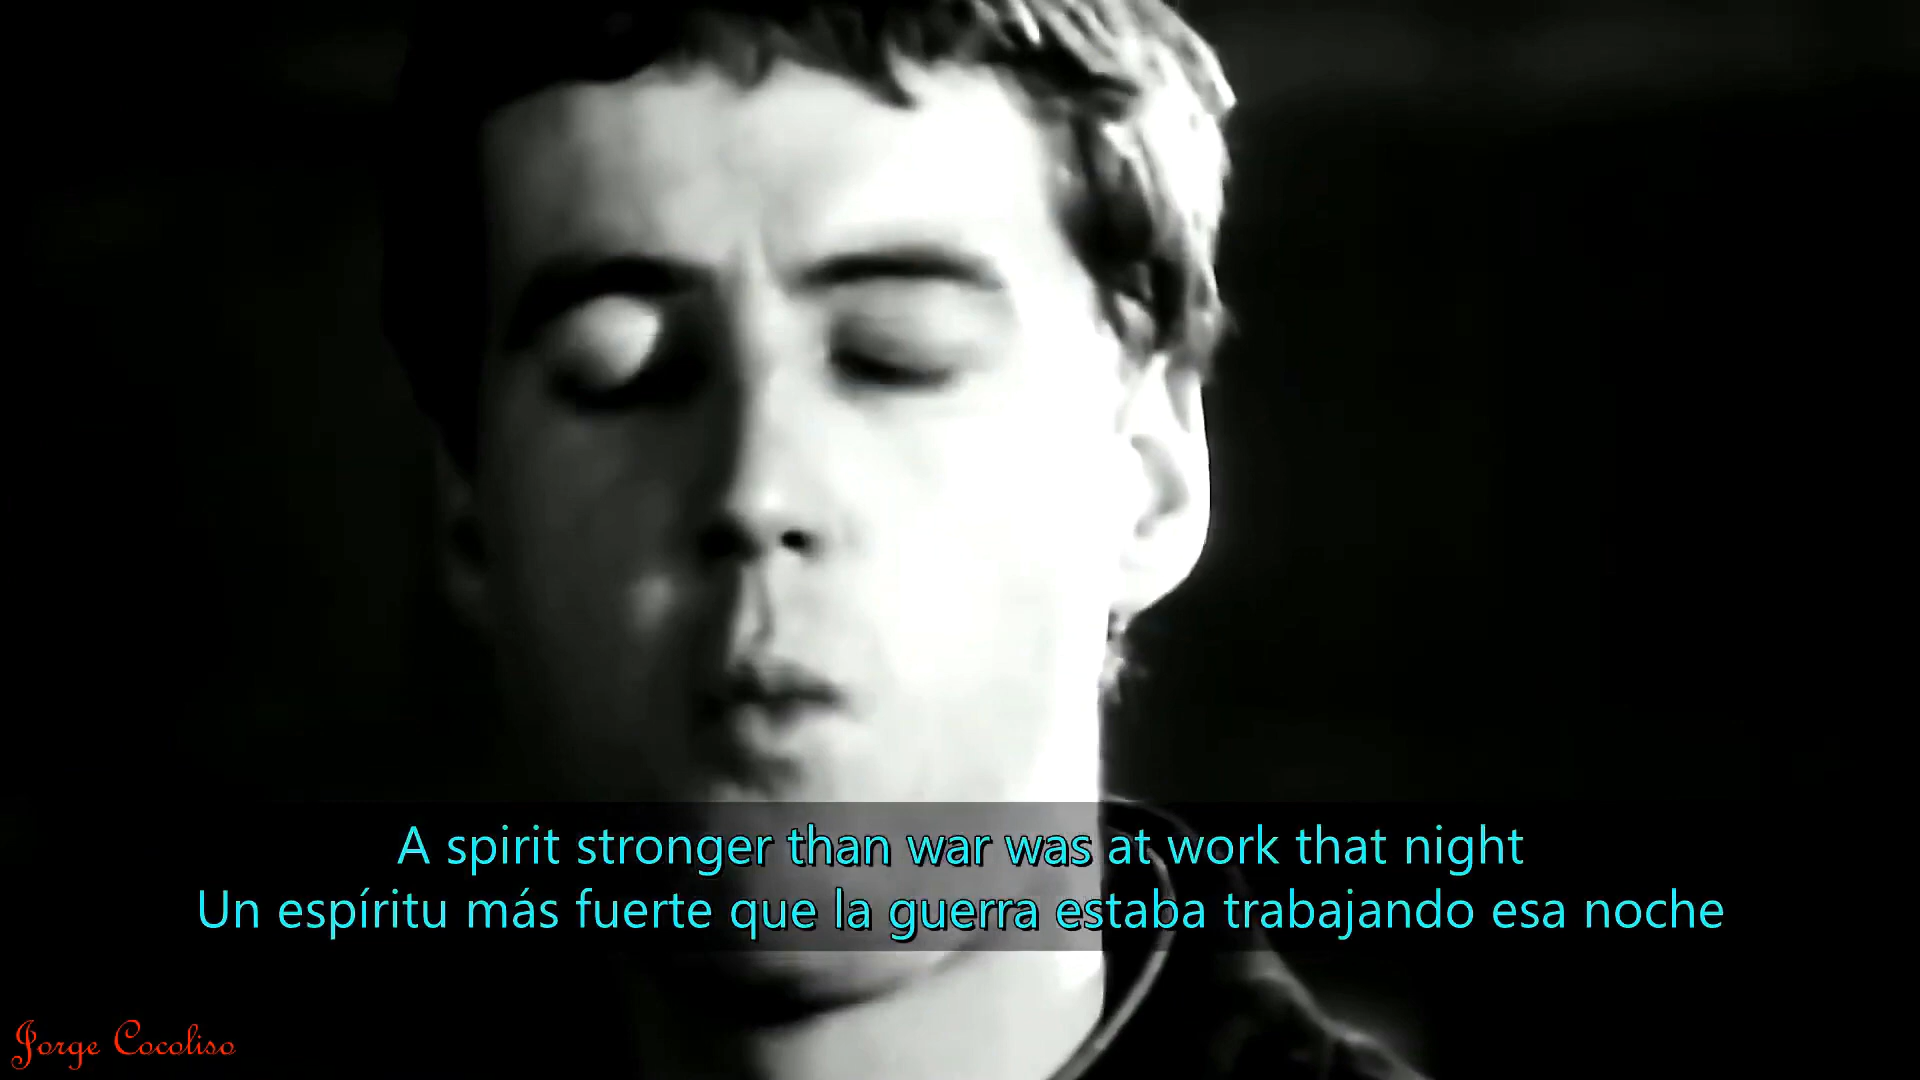 A spirit stronger than war was at work that night
Un espíritu más fuerte que la guerra estaba trabajando esa noche
Jorge Cocoliso